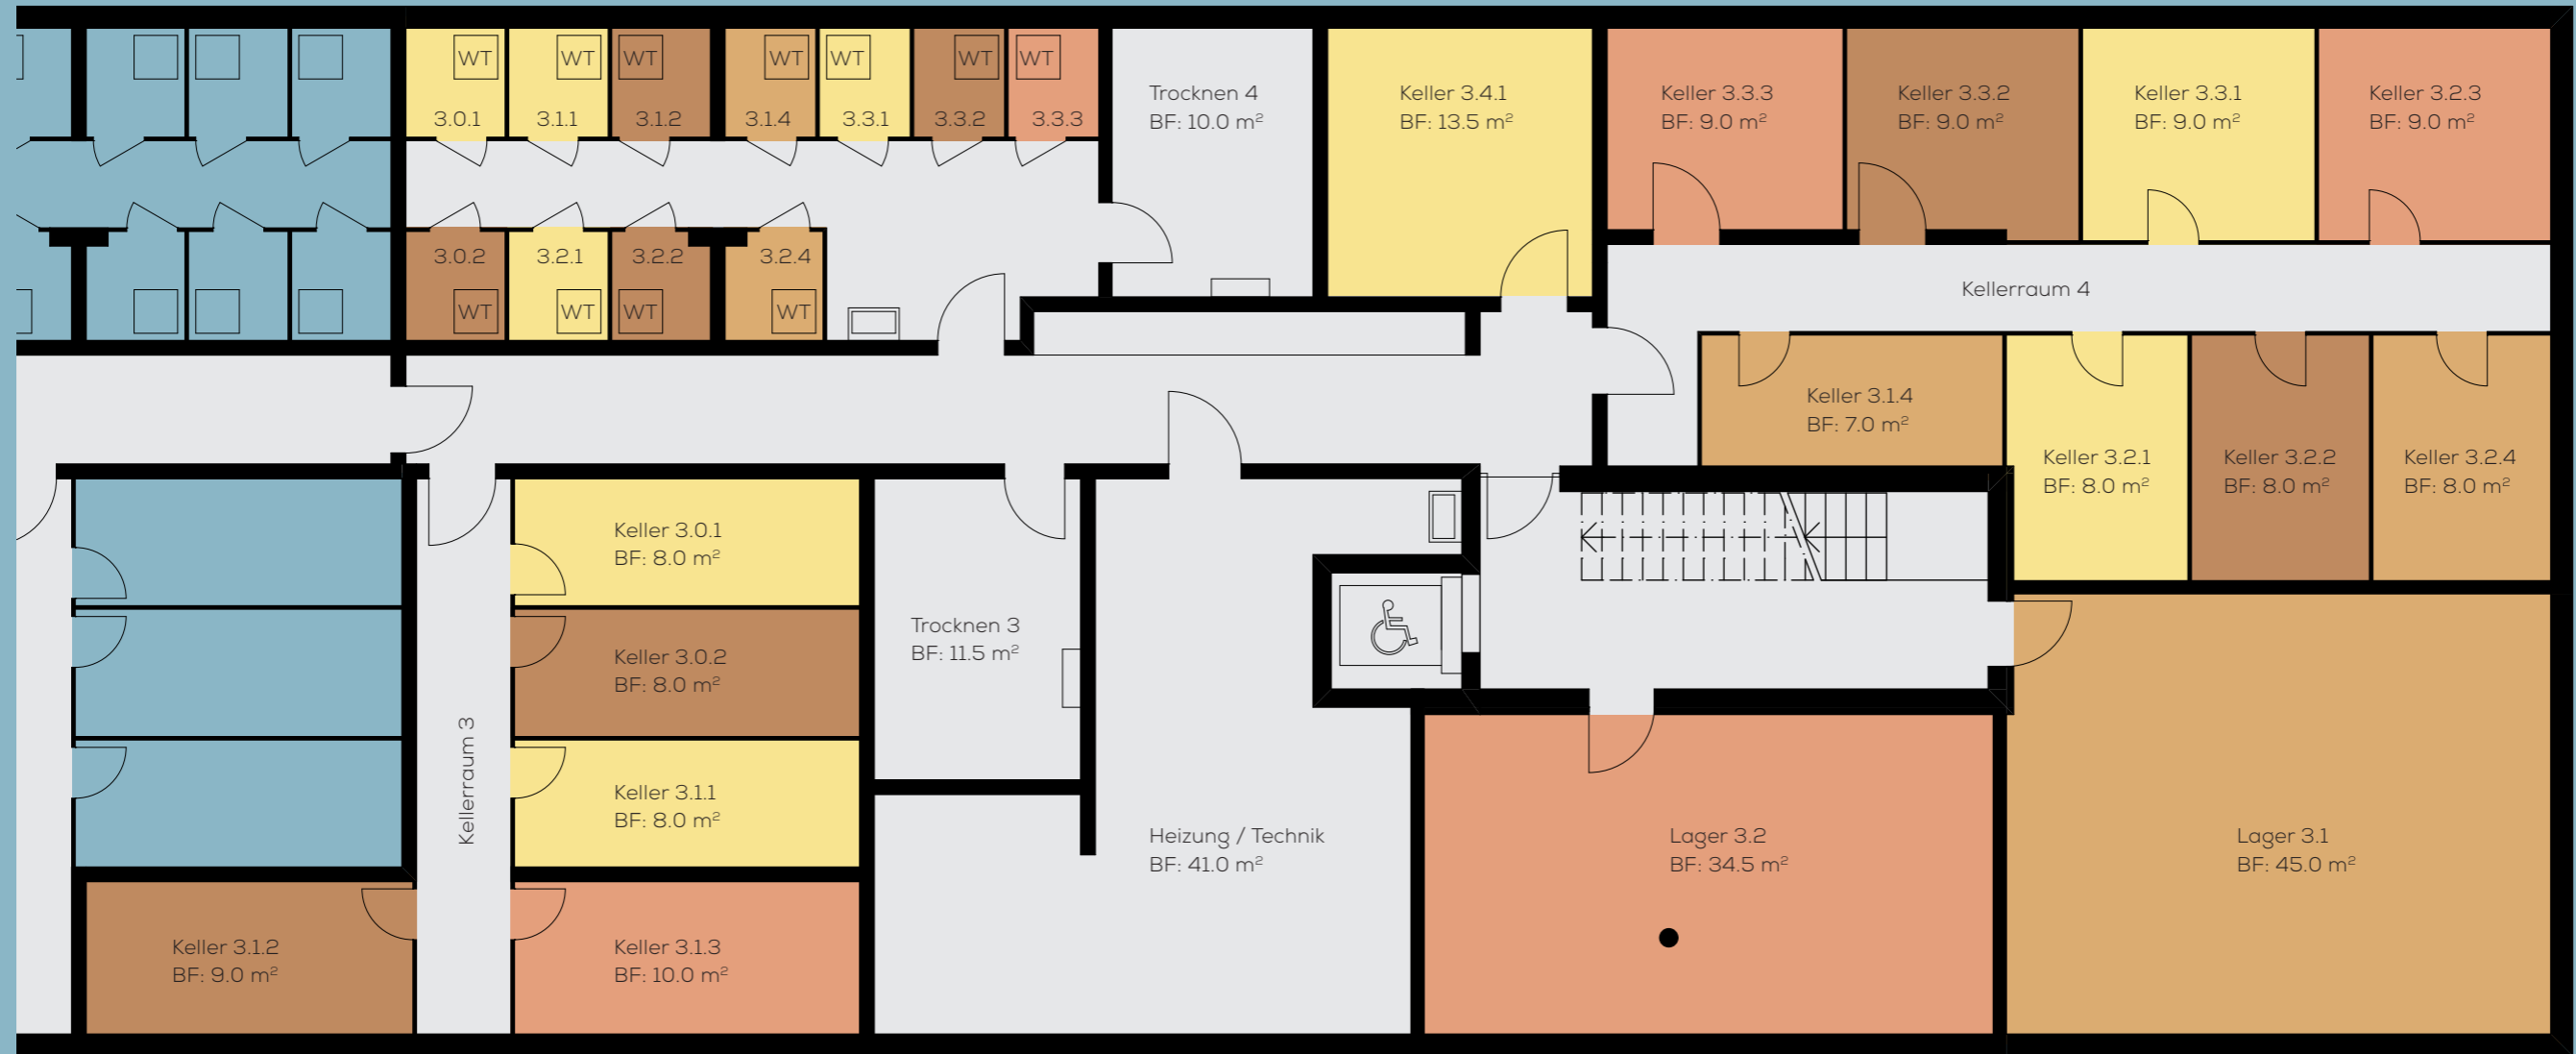 WT
WT
WT
WT
WT
WT
WT
3.0.1
3.1.1
3.1.2
3.1.4
3.3.1
3.3.2
3.3.3
3.0.2
3.2.1
3.2.2
3.2.4
WT
WT
WT
WT
Trocknen 4
BF: 10.0 m²
Keller 3.4.1
BF: 13.5 m²
Keller 3.3.3
BF: 9.0 m²
Keller 3.3.2
BF: 9.0 m²
Keller 3.3.1
BF: 9.0 m²
Keller 3.2.3
BF: 9.0 m²
Kellerraum 4
Keller 3.1.4
BF: 7.0 m²
Keller 3.2.1
BF: 8.0 m²
Keller 3.2.2
BF: 8.0 m²
Keller 3.2.4
BF: 8.0 m²
Keller 3.0.1
BF: 8.0 m²
Keller 3.0.2
BF: 8.0 m²
Kellerraum 3
Keller 3.1.1
BF: 8.0 m²
Keller 3.1.2
BF: 9.0 m²
Keller 3.1.3
BF: 10.0 m²
Trocknen 3
BF: 11.5 m²
Heizung / Technik
BF: 41.0 m²
Lager 3.2
BF: 34.5 m²
Lager 3.1
BF: 45.0 m²